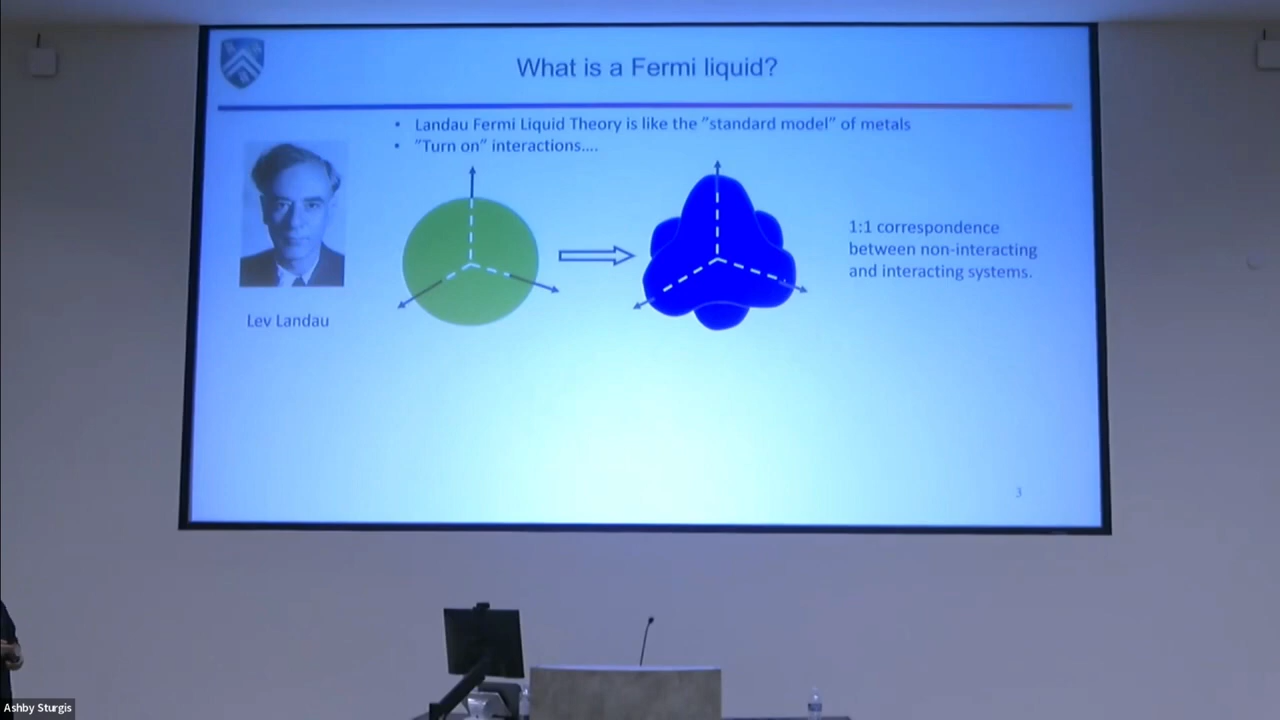 What is a Fermi liquid?
• Landau Fermi Liquid Theory is like the ”standard model” of metals
• ”Turn on” interactions....
1:1 correspondence
between non-interacting
and interacting systems.
Lev Landau
3
Ashby Sturgis